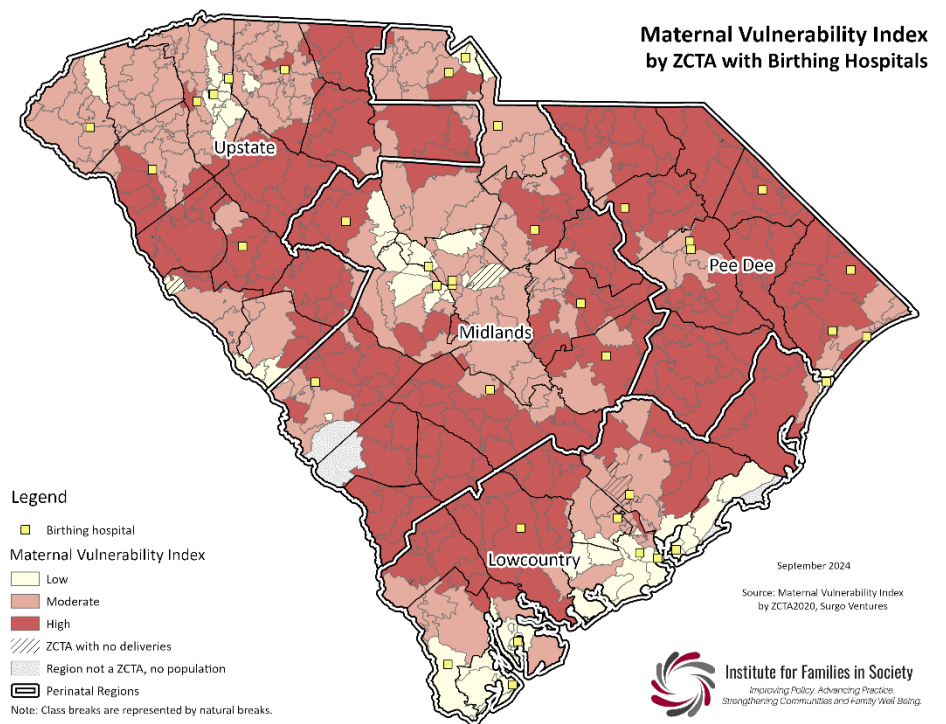 Maternal Vulnerability Index
by ZCTA with Birthing Hospitals
Upstate
Pee Dee
Midlands
Lowcountry
Legend
Birthing hospital
Maternal Vulnerability Index
Low
Moderate
High
ZCTA with no deliveries
Region not a ZCTA, no population
Perinatal Regions
Note: Class breaks are represented by natural breaks.
September 2024
Source: Maternal Vulnerability Index
by ZCTA2020, Surgo Ventures
Institute for Families in Society
Improving Policy. Advancing Practice.
Strengthening Communities and Family Well Being.